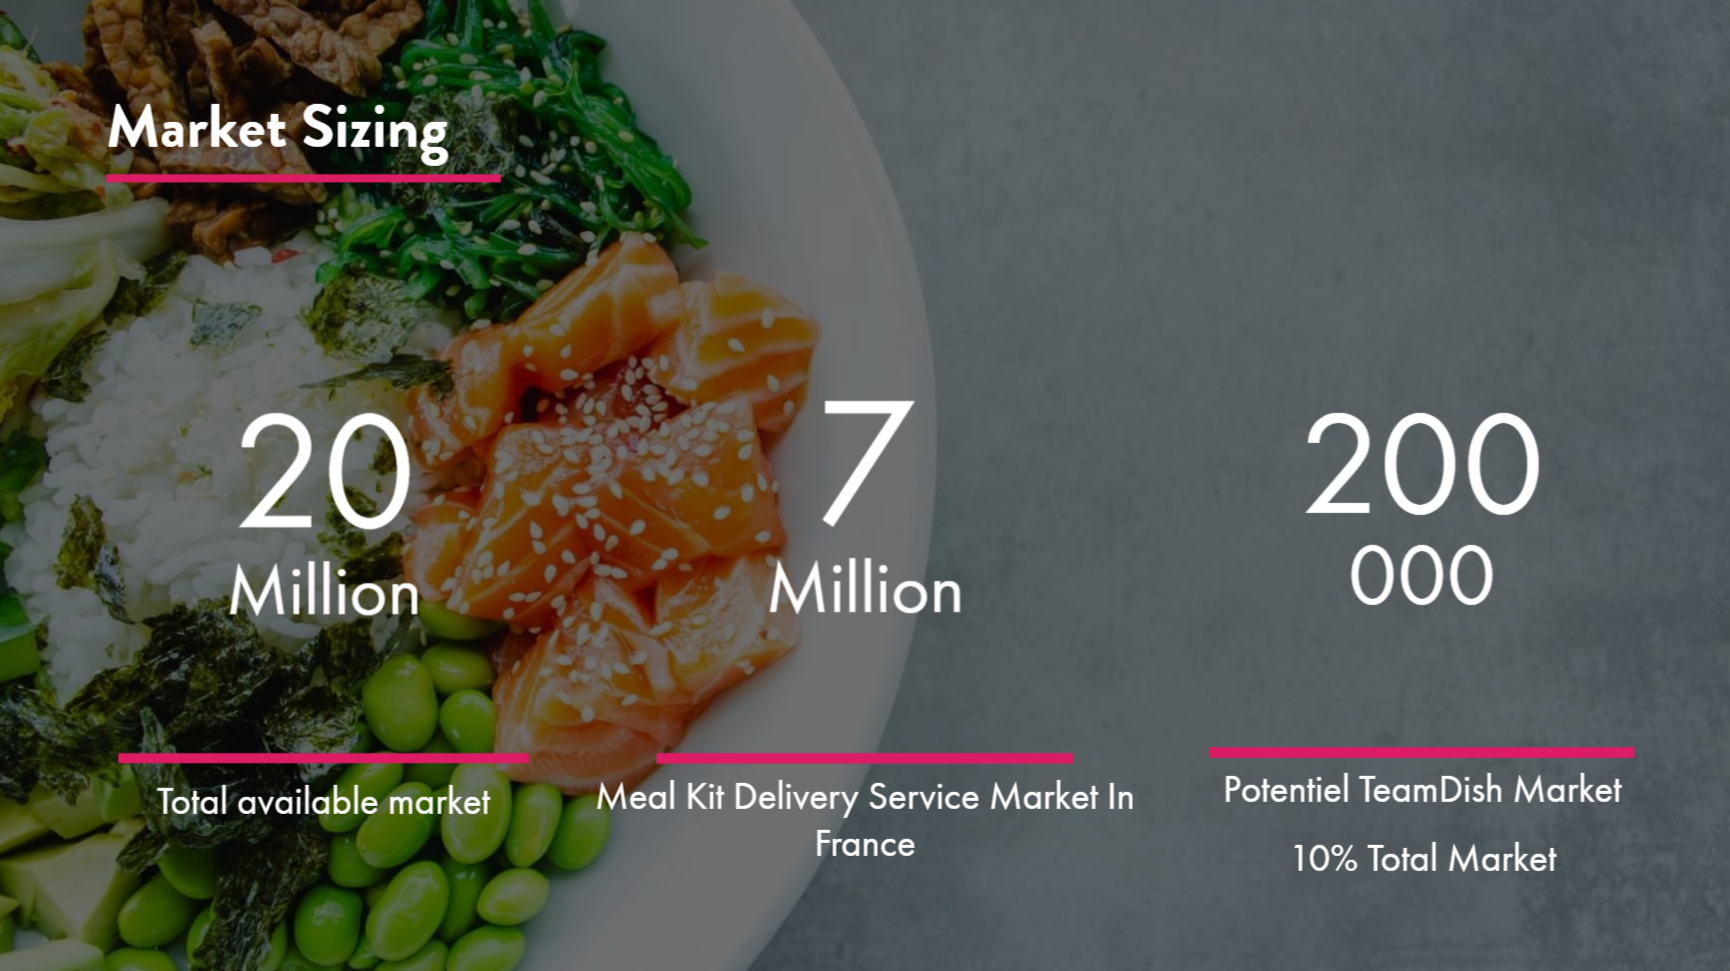 Market Sizing
20
Million
Total available market
7
Million
Meal Kit Delivery Service Market In
France
200
000
Potentiel TeamDish Market
10% Total Market